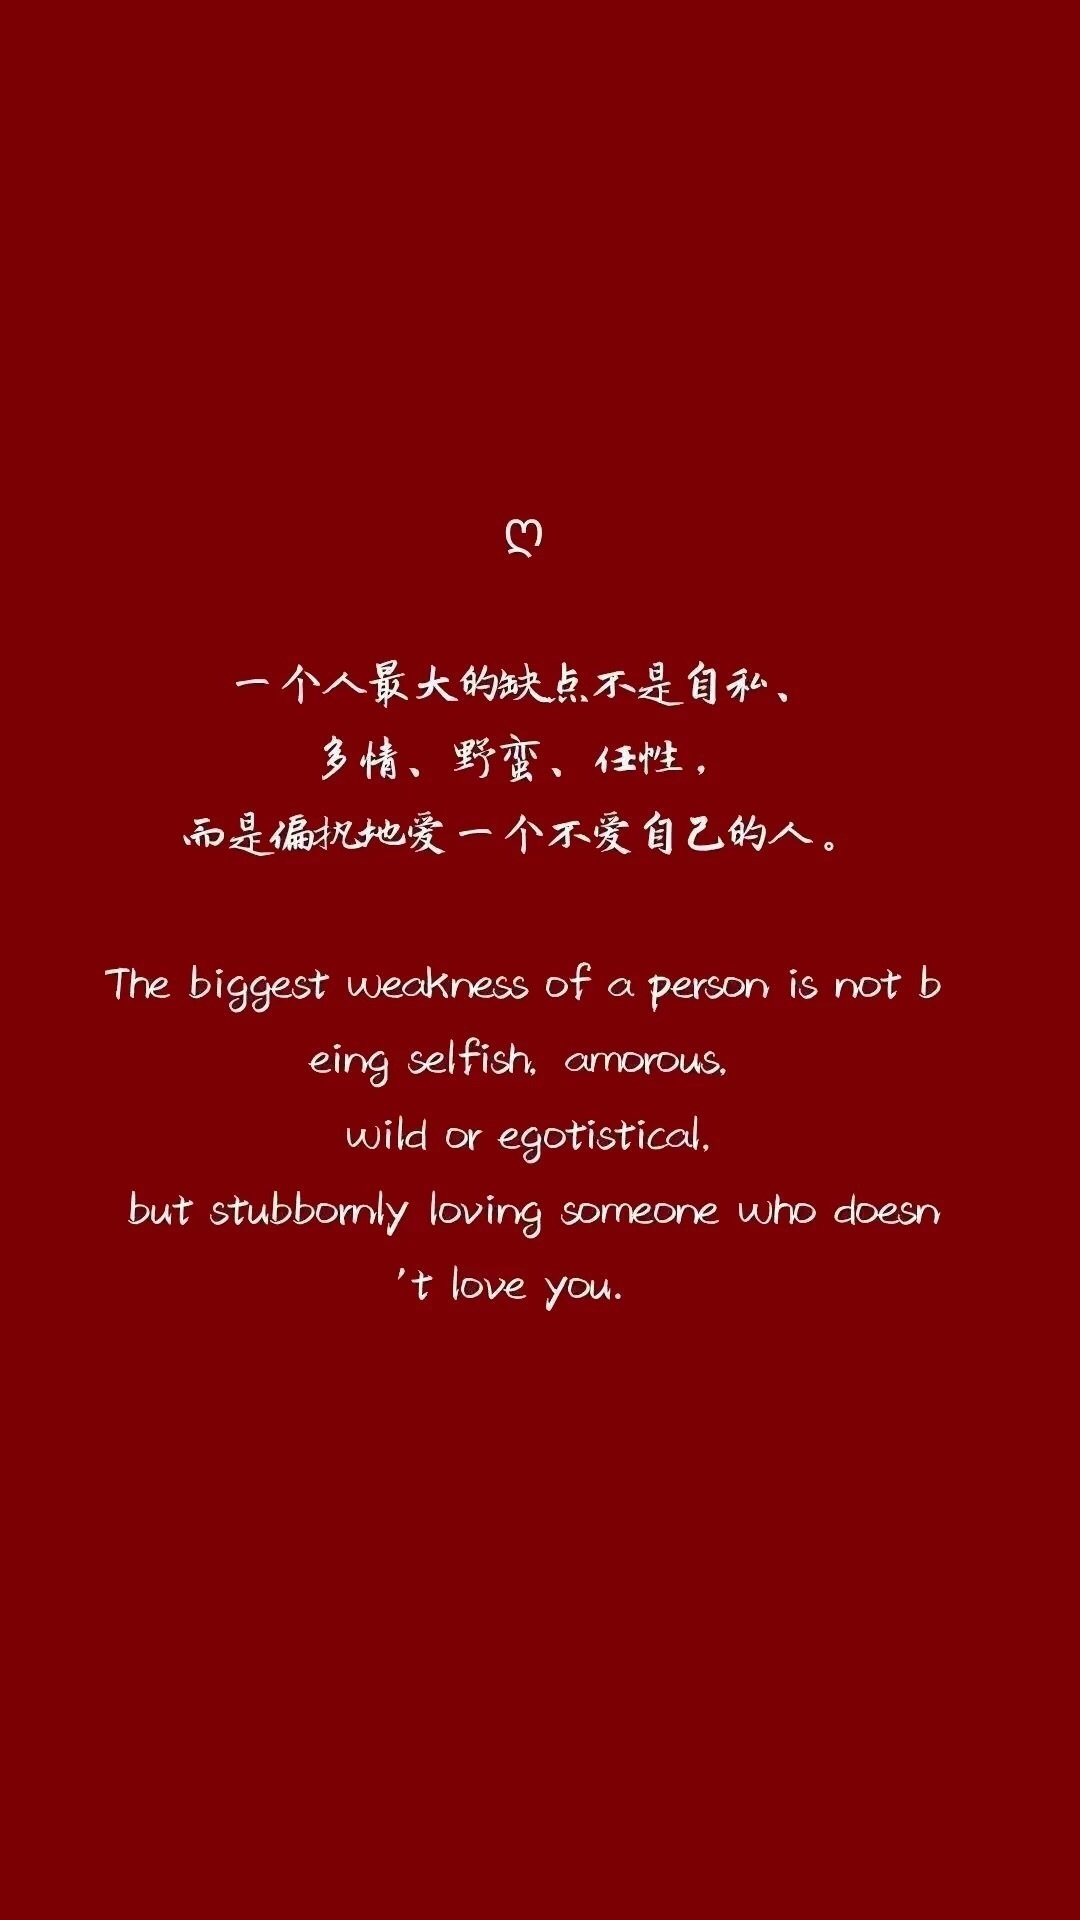 ღ
一个人最大的缺点不是自私、
多情、野蛮、任性，
而是偏执地爱一个不爱自己的人。
The biggest weakness of a person is not b
eing selfish, amorous,
wild or egotistical,
but stubbornly loving someone who doesn
't love you.